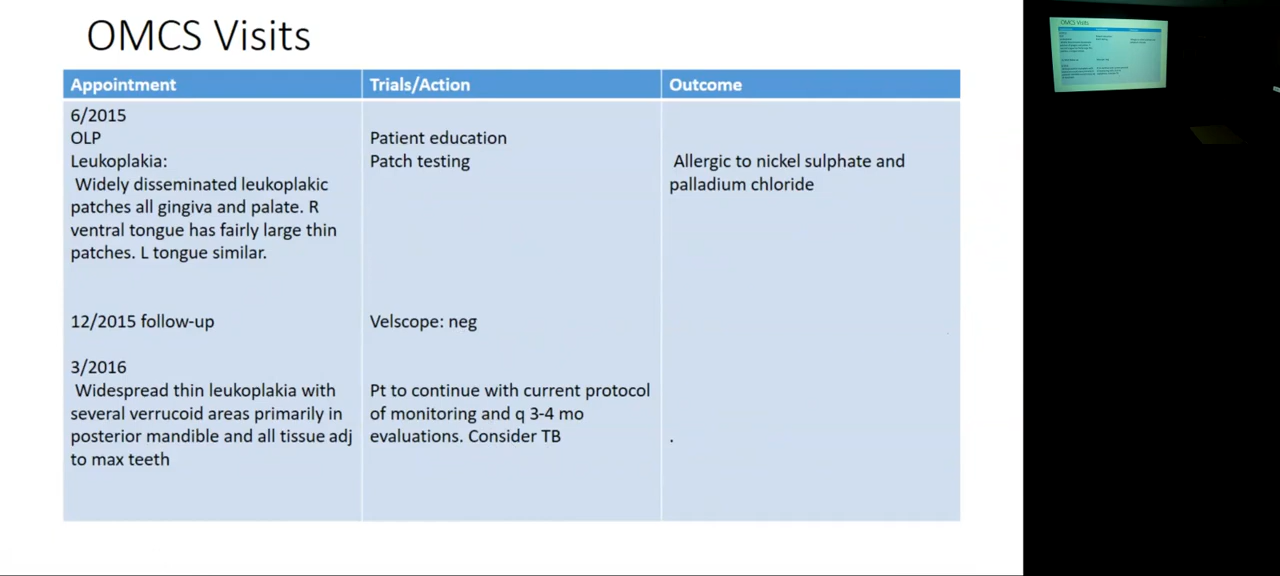 OMCS Visits
Appointment Trials/Action Outcome
6/2015
OLP Patient education
Leukoplakia: Patch testing Allergic to nickel sulphate and
Widely disseminated leukoplakic palladium chloride
patches all gingiva and palate. R
ventral tongue has fairly large thin
patches. L tongue similar.
12/2015 follow-up Velscope: neg
3/2016
Widespread thin leukoplakia with Pt to continue with current protocol
several verrucoid areas primarily in of monitoring and q 3-4 mo
posterior mandible and all tissue adj evaluations. Consider TB .
to max teeth
OMCS Visits